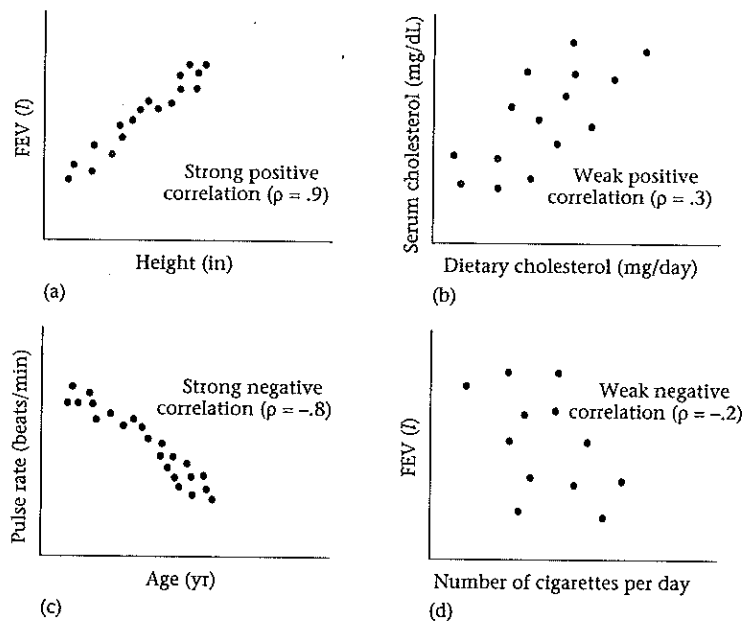 FEV (l)
Strong positive
correlation (ρ = .9)
Height (in)
(a)
Serum cholesterol (mg/dL)
Weak positive
correlation (ρ = .3)
Dietary cholesterol (mg/day)
(b)
Pulse rate (beats/min)
Strong negative
correlation (ρ = –.8)
Age (yr)
(c)
FEV (l)
Weak negative
correlation (ρ = –.2)
Number of cigarettes per day
(d)